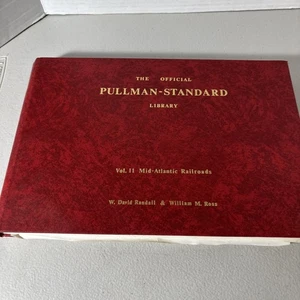 THE OFFICIAL
PULLMAN-STANDARD
LIBRARY
Vol. 11 Mid-Atlantic Railroads
W. David Randall & William M. Ross